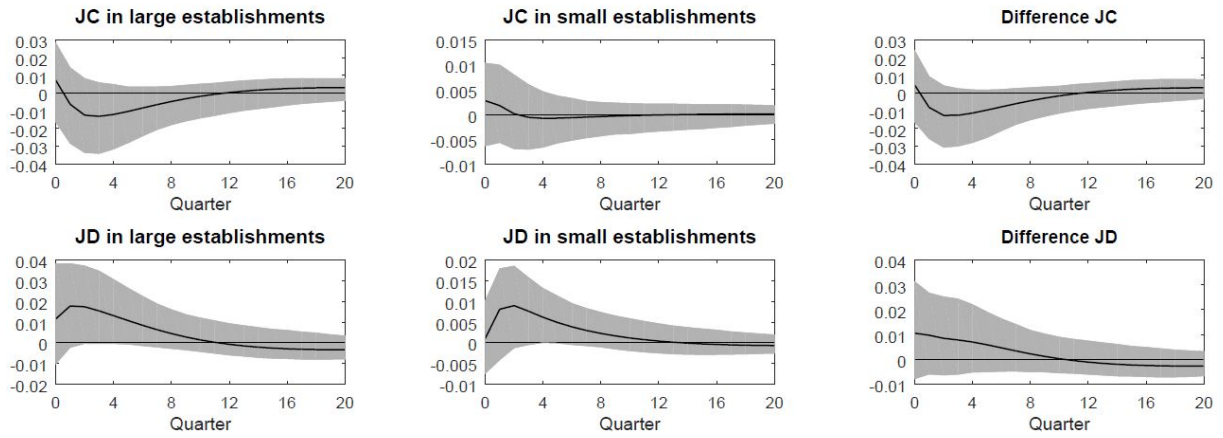 JC in large establishments
0.03
0.02
0.01
0
-0.01
-0.02
-0.03
-0.04
0 4 8 12 16 20
Quarter
JC in small establishments
0.015
0.01
0.005
0
-0.005
-0.01
0 4 8 12 16 20
Quarter
Difference JC
0.03
0.02
0.01
0
-0.01
-0.02
-0.03
-0.04
0 4 8 12 16 20
Quarter
JD in large establishments
0.04
0.03
0.02
0.01
0
-0.01
-0.02
0 4 8 12 16 20
Quarter
JD in small establishments
0.02
0.015
0.01
0.005
0
-0.005
-0.01
0 4 8 12 16 20
Quarter
Difference JD
0.04
0.03
0.02
0.01
0
-0.01
0 4 8 12 16 20
Quarter